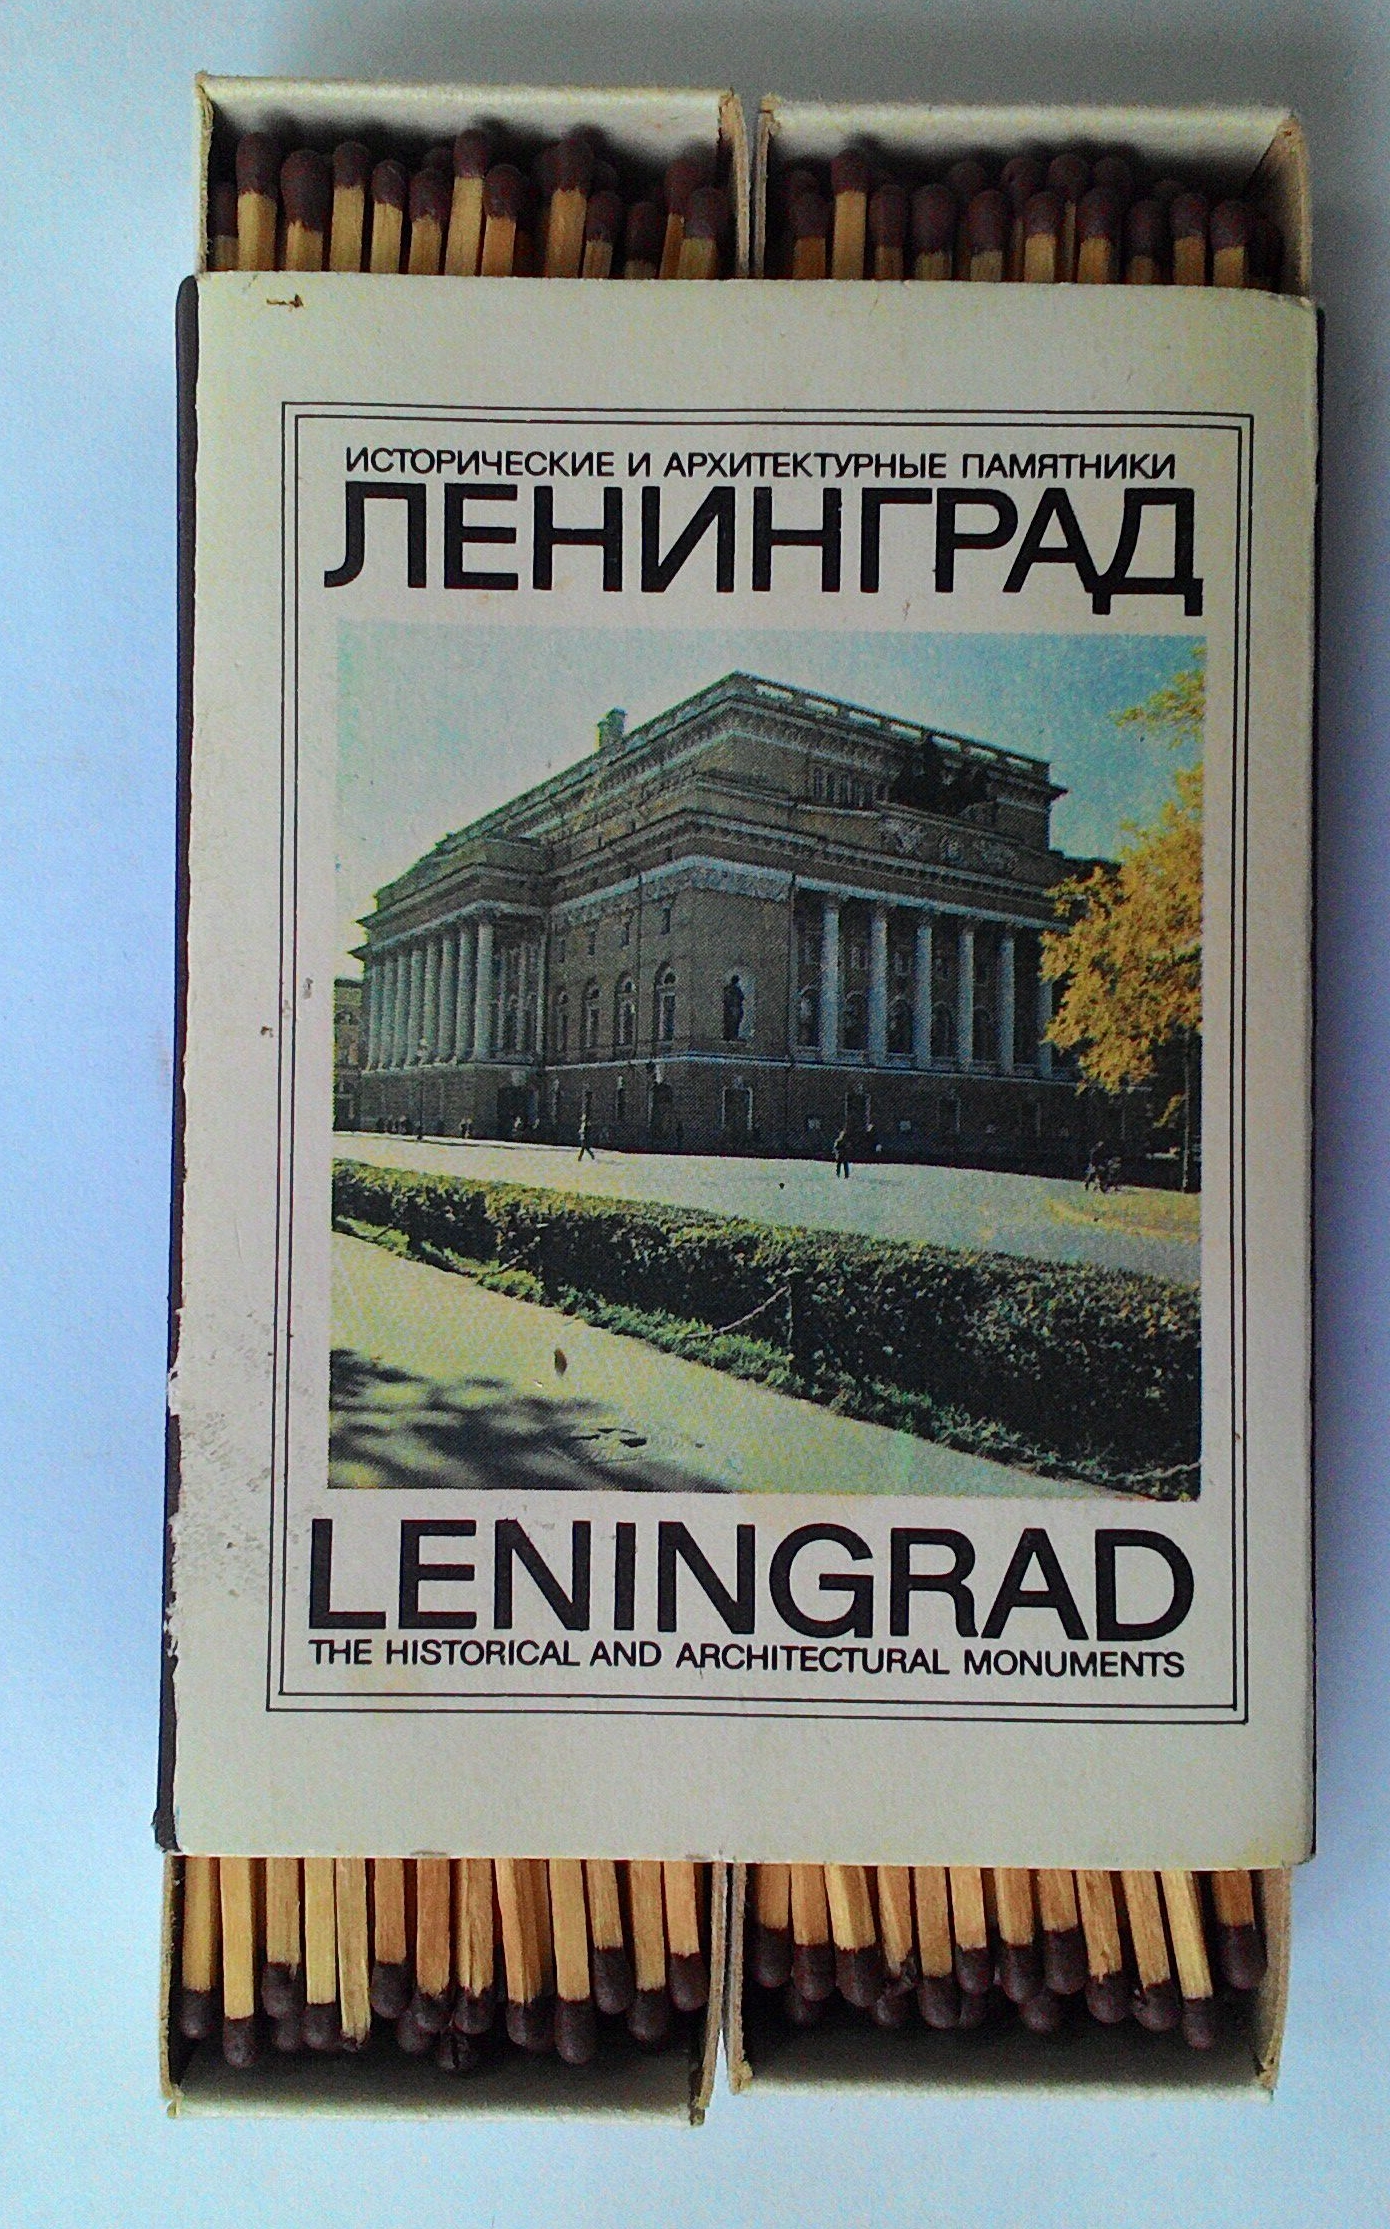 ИСТОРИЧЕСКИЕ И АРХИТЕКТУРНЫЕ ПАМЯТНИКИ
ЛЕНИНГРАД
LENINGRAD
THE HISTORICAL AND ARCHITECTURAL MONUMENTS